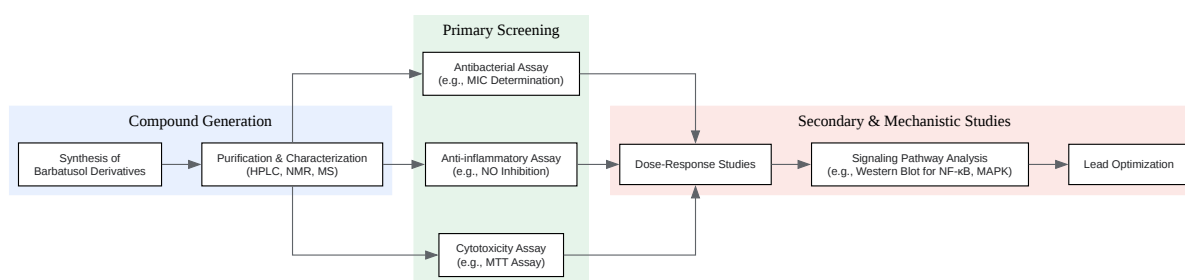 Primary Screening
Antibacterial Assay
(e.g., MIC Determination)
Compound Generation
Secondary & Mechanistic Studies
Synthesis of
Barbatusol Derivatives
Purification & Characterization
(HPLC, NMR, MS)
Anti-inflammatory Assay
(e.g., NO Inhibition)
Dose-Response Studies
Signaling Pathway Analysis
(e.g., Western Blot for NF-κB, MAPK)
Lead Optimization
Cytotoxicity Assay
(e.g., MTT Assay)